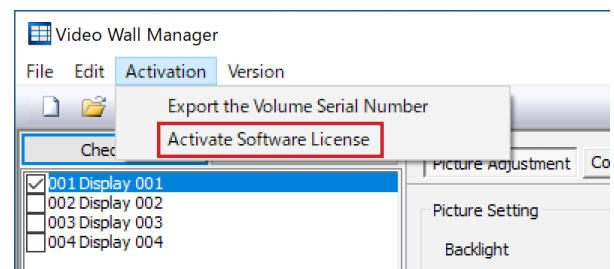 Video Wall Manager
File Edit Activation Version
Export the Volume Serial Number
Activate Software License
Picture Adjustment
001 Display 001
002 Display 002
003 Display 003
004 Display 004
Picture Setting
Backlight